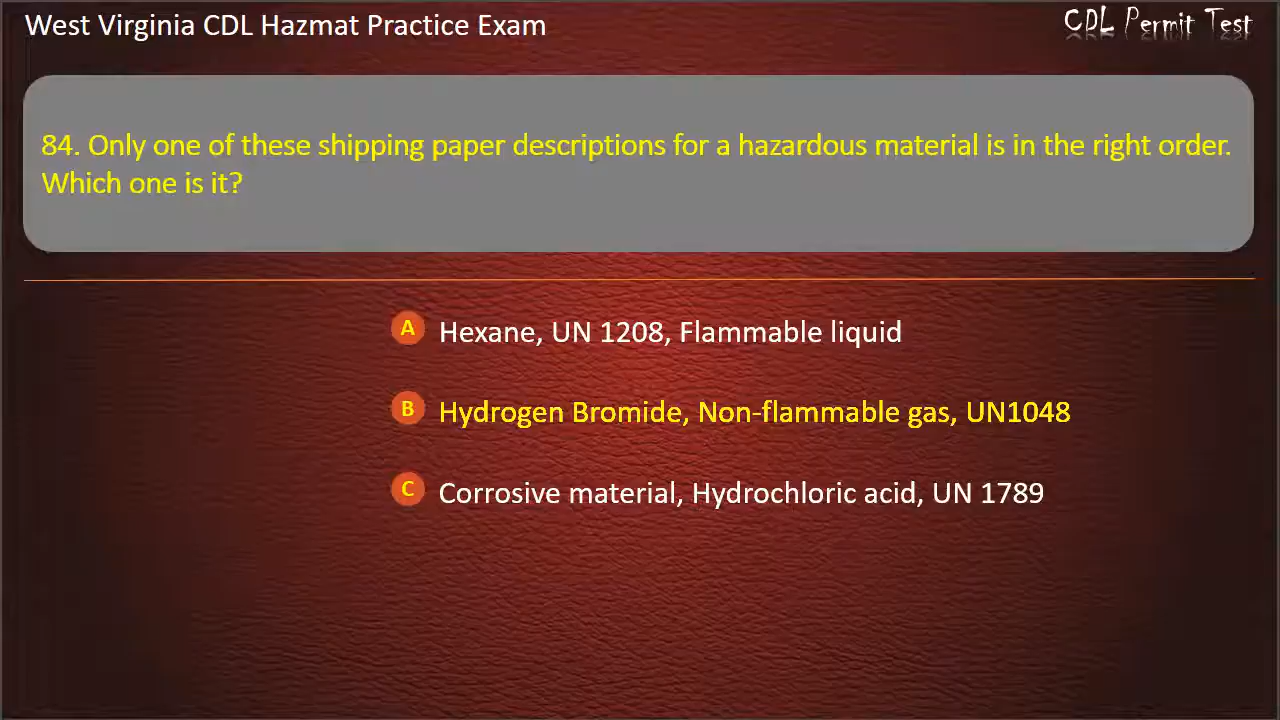 West Virginia CDL Hazmat Practice Exam
CDL Permit Test
84. Only one of these shipping paper descriptions for a hazardous material is in the right order.
Which one is it?
A Hexane, UN 1208, Flammable liquid
B Hydrogen Bromide, Non-flammable gas, UN1048
C Corrosive material, Hydrochloric acid, UN 1789